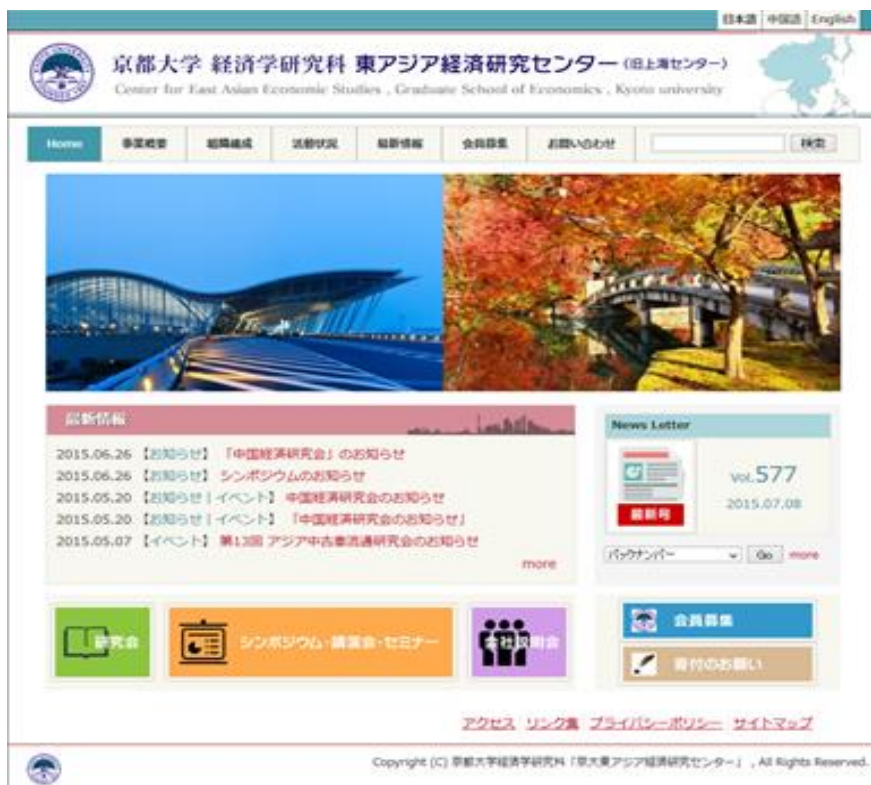 日本語 中国語 English
京都大学 経済学研究科 東アジア経済研究センター (旧上海センター)
Center for East Asian Economic Studies , Graduate School of Economics , Kyoto university
Home 事業概要 組織編成 活動状況 最新情報 会員募集 お問い合わせ 検索
最新情報
2015.06.26 【お知らせ】 「中国経済研究会」のお知らせ
2015.06.26 【お知らせ】 シンポジウムのお知らせ
2015.05.20 【お知らせ | イベント】 中国経済研究会のお知らせ
2015.05.20 【お知らせ | イベント】 「中国経済研究会のお知らせ」
2015.05.07 【イベント】 第13回 アジア中古車流通研究会のお知らせ
more
News Letter
Vol.577
2015.07.08
最新号
バックナンバー Go more
研究会 シンポジウム・講演会・セミナー 会社説明会
会員募集
寄付のお願い
アクセス リンク集 プライバシーポリシー サイトマップ
Copyright (C) 京都大学経済学研究科「京大東アジア経済研究センター」 , All Rights Reserved.